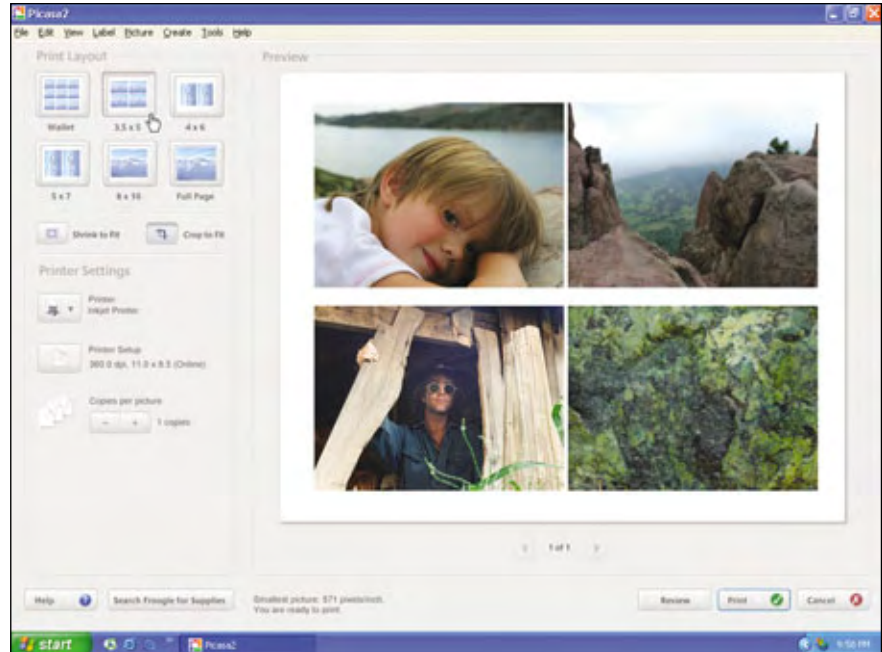 Picasa2
File Edit View Label Picture Create Tools Help
Print Layout
Preview
Wallet
3.5 x 5
4 x 6
5 x 7
8 x 10
Full Page
Shrink to Fit
Crop to Fit
Printer Settings
Printer
Inkjet Printer
Printer Setup
360.0 dpi, 11.0 x 8.5 (Online)
Copies per picture
- + 1 copies
1 of 1
Help
Search Froogle for Supplies
Smallest picture: 571 pixels/inch.
You are ready to print.
Review
Print
Cancel
start
Picasa2
9:50 PM